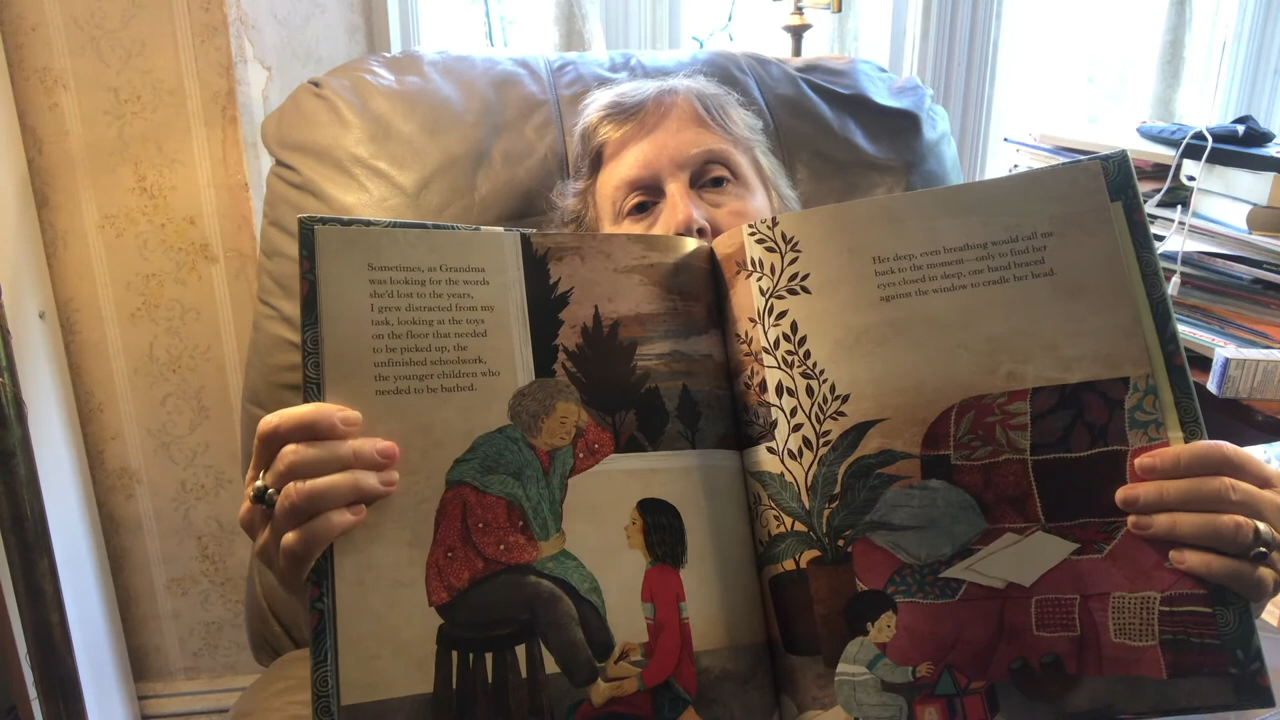 Sometimes, as Grandma
was looking for the words
she'd lost to the years,
I grew distracted from my
task, looking at the toys
on the floor that needed
to be picked up, the
unfinished schoolwork,
the younger children who
needed to be bathed.
Her deep, even breathing would call me
back to the moment—only to find her
eyes closed in sleep, one hand braced
against the window to cradle her head.